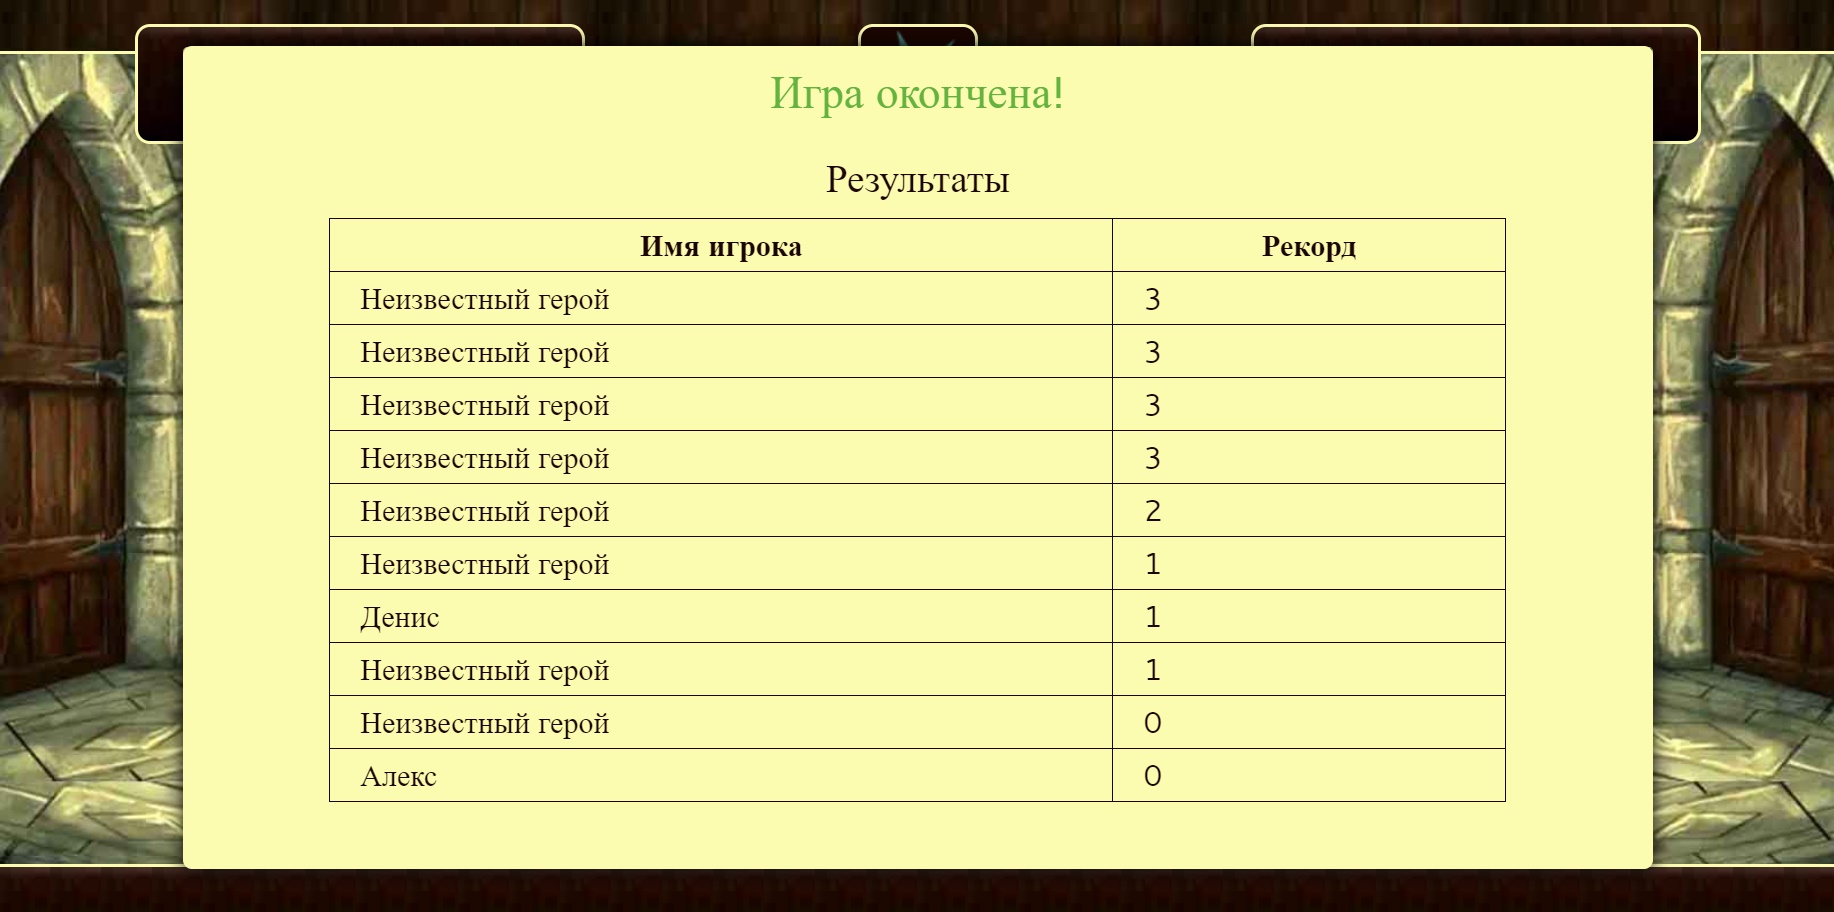 Игра окончена!
Результаты
Имя игрока Рекорд
Неизвестный герой 3
Неизвестный герой 3
Неизвестный герой 3
Неизвестный герой 3
Неизвестный герой 2
Неизвестный герой 1
Денис 1
Неизвестный герой 1
Неизвестный герой 0
Алекс 0